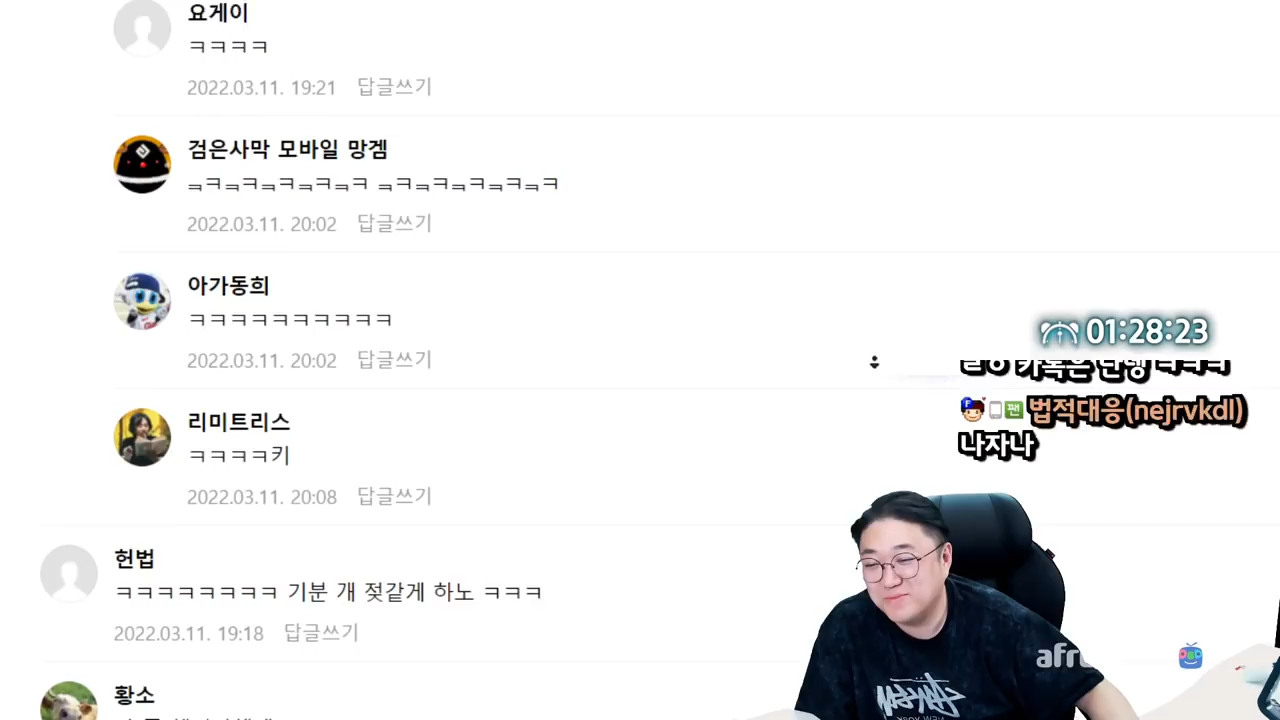 요게이
ㅋㅋㅋㅋ
2022.03.11. 19:21 답글쓰기
검은사막 모바일 망겜
2022.03.11. 20:02 답글쓰기
아가동희
ㅋㅋㅋㅋㅋㅋㅋㅋㅋㅋ
2022.03.11. 20:02 답글쓰기
01:28:23
리미트리스
ㅋㅋㅋㅋ키
2022.03.11. 20:08 답글쓰기
법적대응(nejrvkdl)
나자나
헌법
ㅋㅋㅋㅋㅋㅋㅋㅋ 기분 개 젖같게 하노 ㅋㅋㅋ
2022.03.11. 19:18 답글쓰기
황소